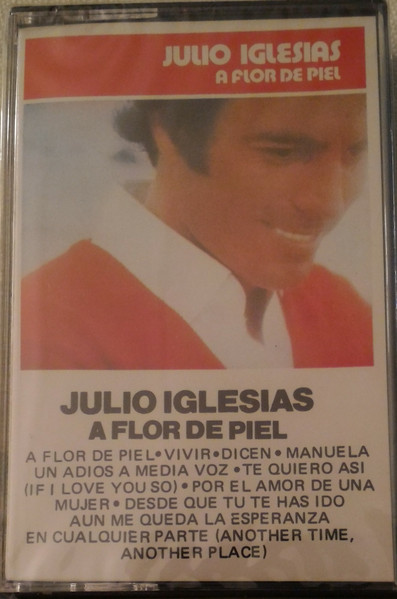 JULIO IGLESIAS
A FLOR DE PIEL
JULIO IGLESIAS
A FLOR DE PIEL
A FLOR DE PIEL•VIVIR•DICEN•MANUELA
UN ADIOS A MEDIA VOZ•TE QUIERO ASI
(IF I LOVE YOU SO)•POR EL AMOR DE UNA
MUJER•DESDE QUE TU TE HAS IDO
AUN ME QUEDA LA ESPERANZA
EN CUALQUIER PARTE (ANOTHER TIME,
ANOTHER PLACE)